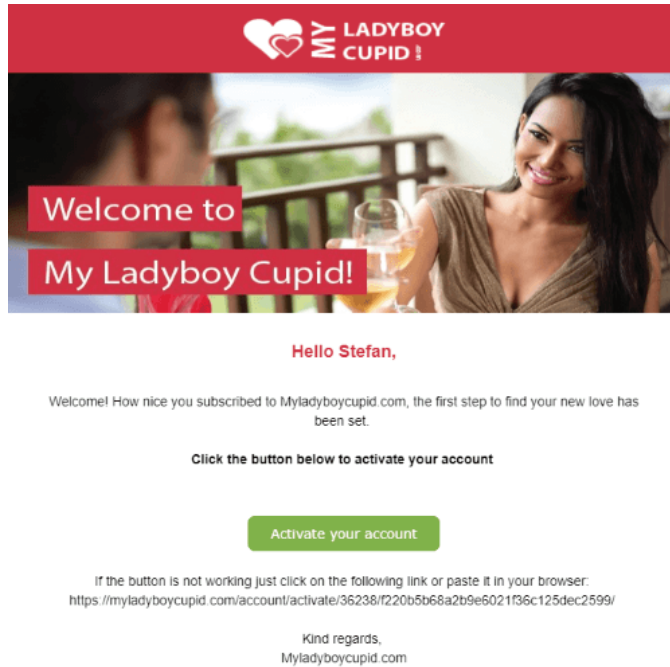 MY LADYBOY
CUPID
Welcome to
My Ladyboy Cupid!
Hello Stefan,
Welcome! How nice you subscribed to Myladyboycupid.com, the first step to find your new love has
been set.
Click the button below to activate your account
Activate your account
If the button is not working just click on the following link or paste it in your browser:
https://myladyboycupid.com/account/activate/36238/f220b5b68a2b9e6021f36c125dec2599/
Kind regards,
Myladyboycupid.com